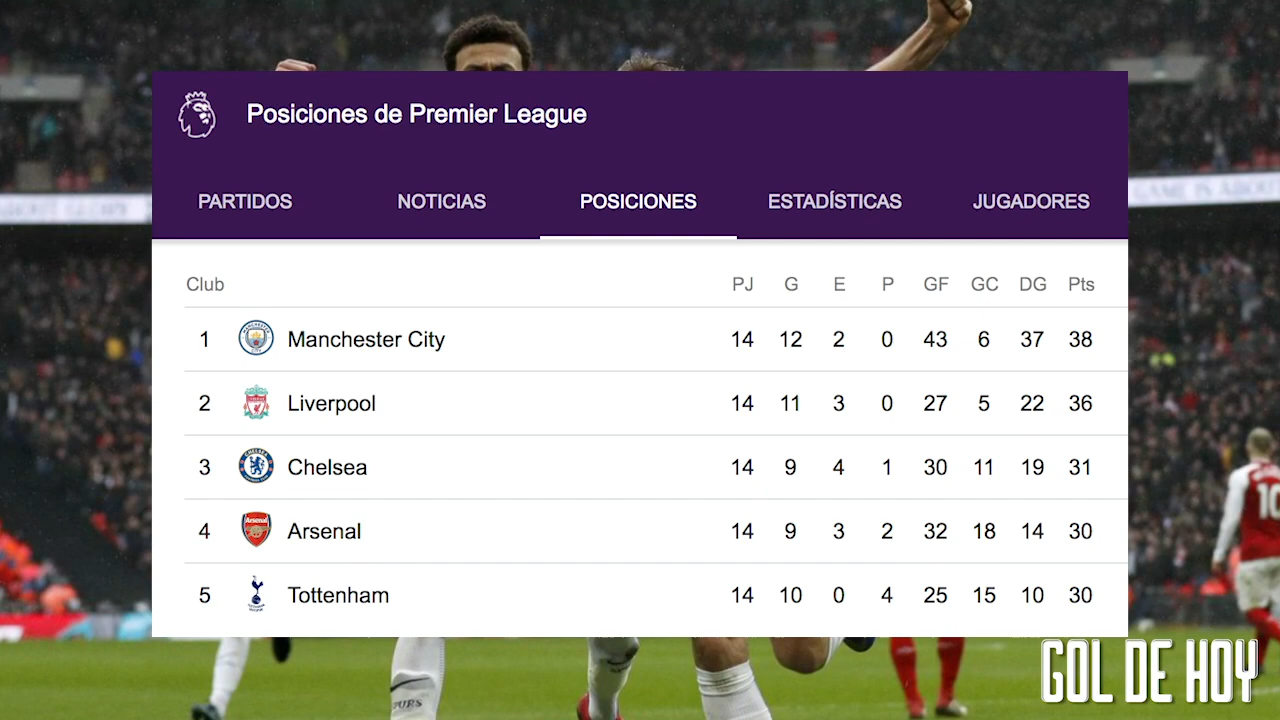 Posiciones de Premier League
PARTIDOS NOTICIAS POSICIONES ESTADÍSTICAS JUGADORES
Club PJ G E P GF GC DG Pts
1 Manchester City 14 12 2 0 43 6 37 38
2 Liverpool 14 11 3 0 27 5 22 36
3 Chelsea 14 9 4 1 30 11 19 31
4 Arsenal 14 9 3 2 32 18 14 30
5 Tottenham 14 10 0 4 25 15 10 30
10
GOL DE HOY